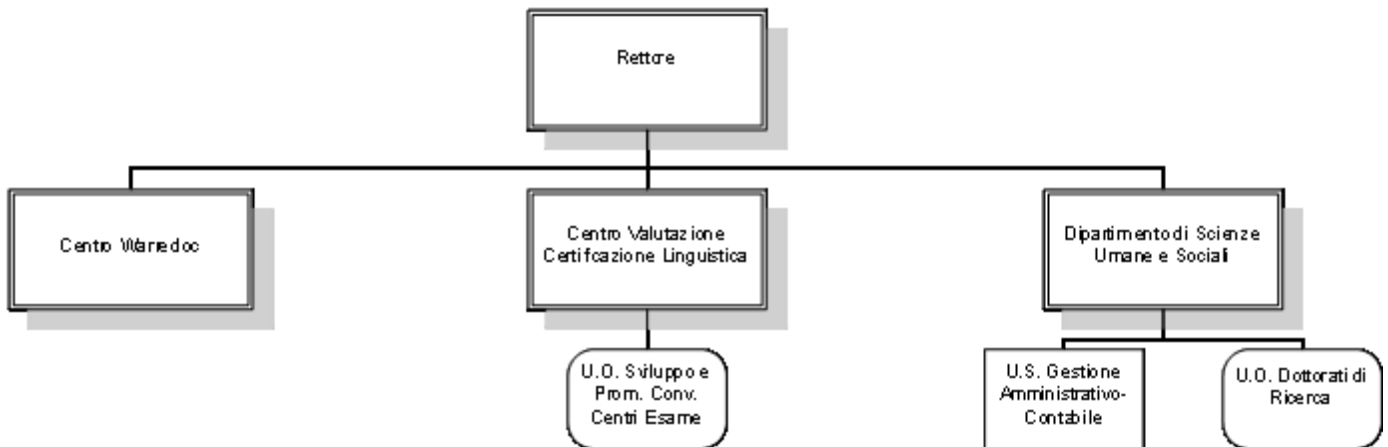 Rettore
Centro Warredoc
Centro Valutazione
Certifcazione Linguistica
Dipartimento di Scienze
Umane e Sociali
U.O. Sviluppo e
Prom. Conv.
Centri Esame
U.S. Gestione
Amministrativo-
Contabile
U.O. Dottorati di
Ricerca